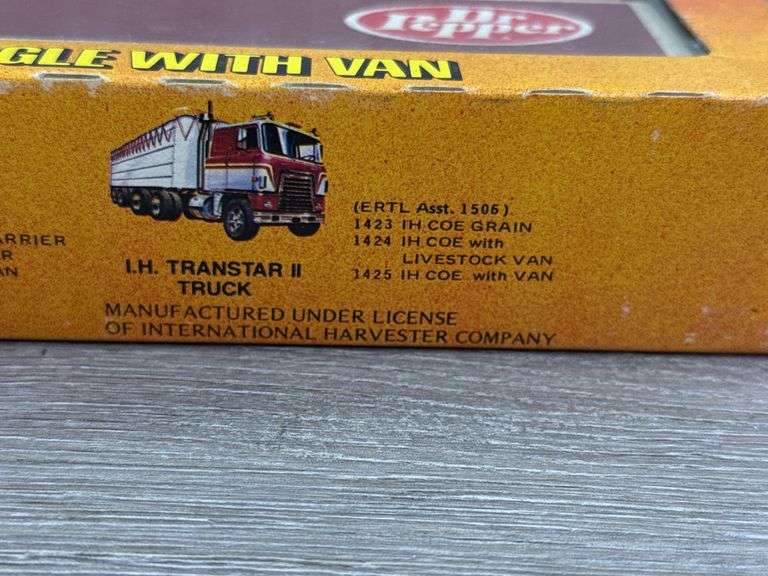 Dr Pepper
GLE WITH VAN
(ERTL Asst. 1506)
1423 IH COE GRAIN
1424 IH COE with
LIVESTOCK VAN
1425 IH COE with VAN
ARRIER
R
AN
I.H. TRANSTAR II
TRUCK
MANUFACTURED UNDER LICENSE
OF INTERNATIONAL HARVESTER COMPANY